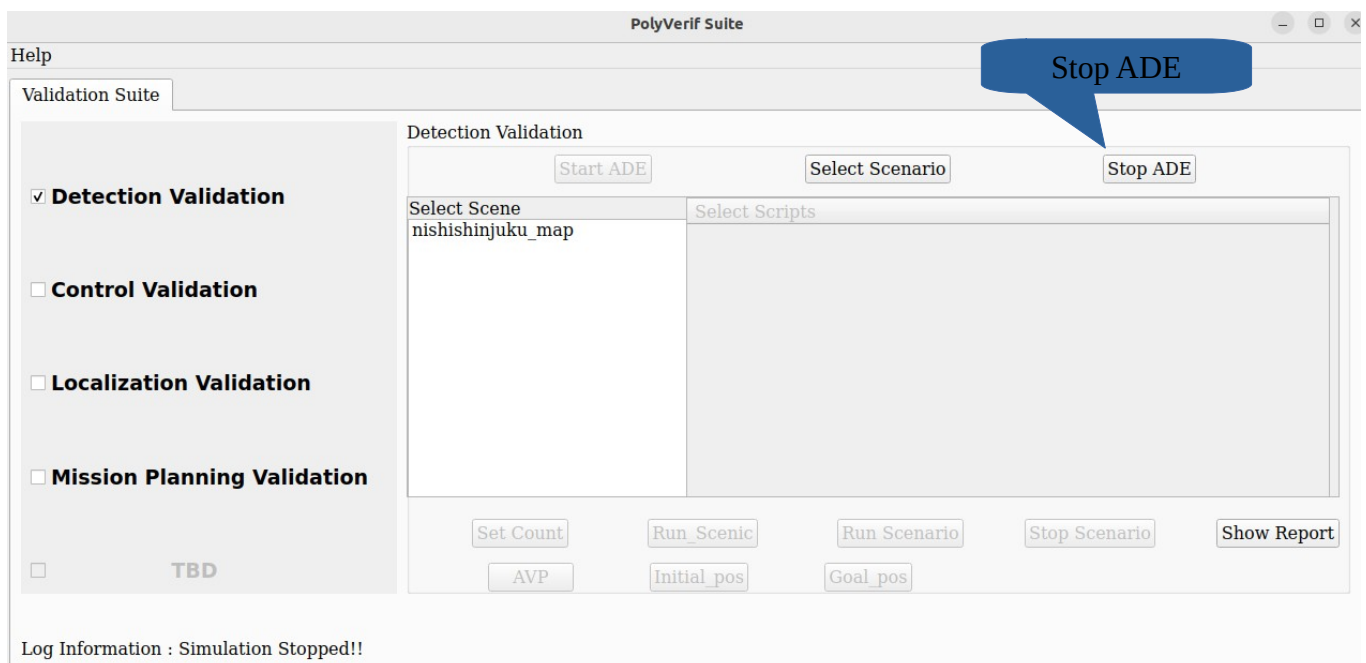 PolyVerif Suite
Help
Stop ADE
Validation Suite
Detection Validation
Start ADE
Select Scenario
Stop ADE
Detection Validation
Control Validation
Localization Validation
Mission Planning Validation
TBD
Select Scene
Select Scripts
nishishinjuku_map
Set Count
Run_Scenic
Run Scenario
Stop Scenario
Show Report
AVP
Initial_pos
Goal_pos
Log Information : Simulation Stopped!!